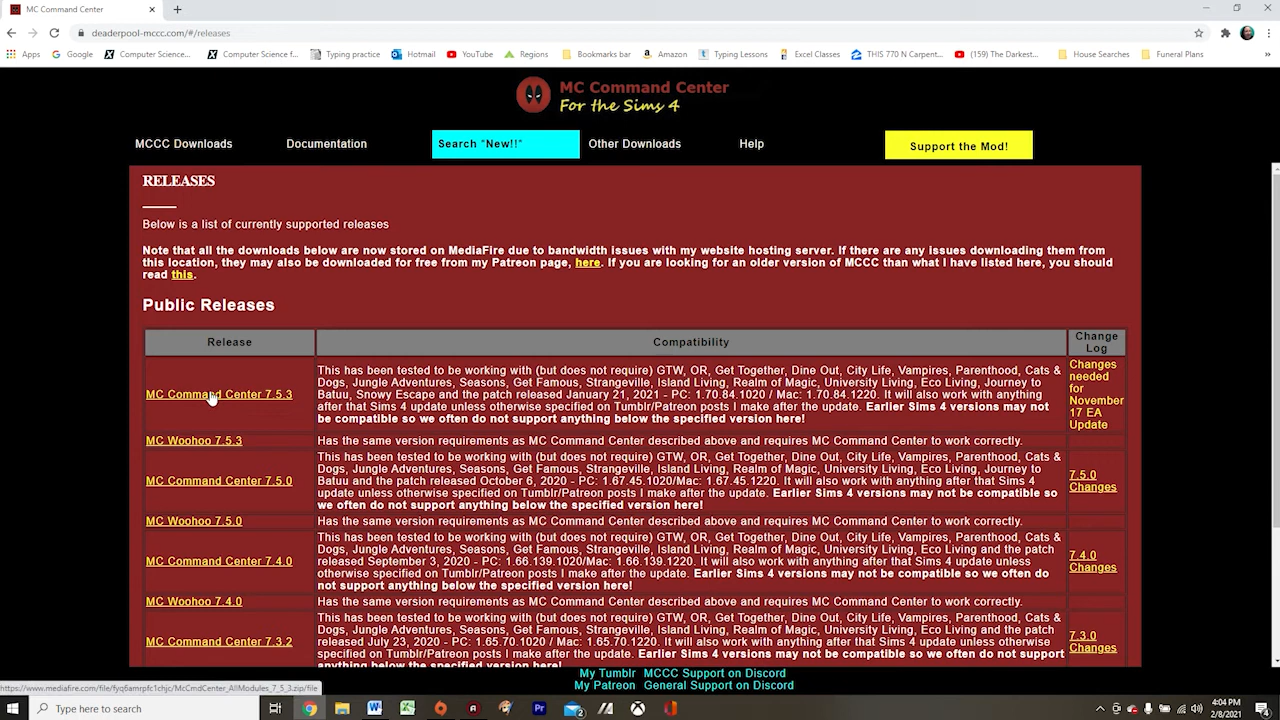 MC Command Center
deaderpool-mccc.com/#/releases
Apps
Google
Computer Science...
Computer Science f...
Typing practice
Hotmail
YouTube
Regions
Bookmarks bar
Amazon
Typing Lessons
Excel Classes
THIS 770 N Carpent...
(159) The Darkest...
House Searches
Funeral Plans
»
MC Command Center
For the Sims 4
MCCC Downloads
Documentation
Search "New!!"
Other Downloads
Help
Support the Mod!
RELEASES
Below is a list of currently supported releases
Note that all the downloads below are now stored on MediaFire due to bandwidth issues with my website hosting server. If there are any issues downloading them from
this location, they may also be downloaded for free from my Patreon page, here. If you are looking for an older version of MCCC than what I have listed here, you should
read this.
Public Releases
Release
Compatibility
Change
Log
MC Command Center 7.5.3
This has been tested to be working with (but does not require) GTW, OR, Get Together, Dine Out, City Life, Vampires, Parenthood, Cats &
Dogs, Jungle Adventures, Seasons, Get Famous, Strangeville, Island Living, Realm of Magic, University Living, Eco Living, Journey to
Batuu, Snowy Escape and the patch released January 21, 2021 - PC: 1.70.84.1020 / Mac: 1.70.84.1220. It will also work with anything
after that Sims 4 update unless otherwise specified on Tumblr/Patreon posts I make after the update. Earlier Sims 4 versions may not
be compatible so we often do not support anything below the specified version here!
Changes
needed
for
November
17 EA
Update
MC Woohoo 7.5.3
Has the same version requirements as MC Command Center described above and requires MC Command Center to work correctly.
MC Command Center 7.5.0
This has been tested to be working with (but does not require) GTW, OR, Get Together, Dine Out, City Life, Vampires, Parenthood, Cats &
Dogs, Jungle Adventures, Seasons, Get Famous, Strangeville, Island Living, Realm of Magic, University Living, Eco Living, Journey to
Batuu and the patch released October 6, 2020 - PC: 1.67.45.1020/Mac: 1.67.45.1220. It will also work with anything after that Sims 4
update unless otherwise specified on Tumblr/Patreon posts I make after the update. Earlier Sims 4 versions may not be compatible so
we often do not support anything below the specified version here!
7.5.0
Changes
MC Woohoo 7.5.0
Has the same version requirements as MC Command Center described above and requires MC Command Center to work correctly.
MC Command Center 7.4.0
This has been tested to be working with (but does not require) GTW, OR, Get Together, Dine Out, City Life, Vampires, Parenthood, Cats &
Dogs, Jungle Adventures, Seasons, Get Famous, Strangeville, Island Living, Realm of Magic, University Living, Eco Living and the patch
released September 3, 2020 - PC: 1.66.139.1020/Mac: 1.66.139.1220. It will also work with anything after that Sims 4 update unless
otherwise specified on Tumblr/Patreon posts I make after the update. Earlier Sims 4 versions may not be compatible so we often do
not support anything below the specified version here!
7.4.0
Changes
MC Woohoo 7.4.0
Has the same version requirements as MC Command Center described above and requires MC Command Center to work correctly.
MC Command Center 7.3.2
This has been tested to be working with (but does not require) GTW, OR, Get Together, Dine Out, City Life, Vampires, Parenthood, Cats &
Dogs, Jungle Adventures, Seasons, Get Famous, Strangeville, Island Living, Realm of Magic, University Living, Eco Living and the patch
released July 23, 2020 - PC: 1.65.70.1020 / Mac: 1.65.70.1220. It will also work with anything after that Sims 4 update unless otherwise
specified on Tumblr/Patreon posts I make after the update. Earlier Sims 4 versions may not be compatible so we often do not support
anything below the specified version here!
7.3.0
Changes
My Tumblr MCCC Support on Discord
My Patreon General Support on Discord
https://www.mediafire.com/file/fyq6amrpfc1chjc/McCmdCenter_AllModules_7_5_3.zip/file
Type here to search
4:04 PM
2/8/2021